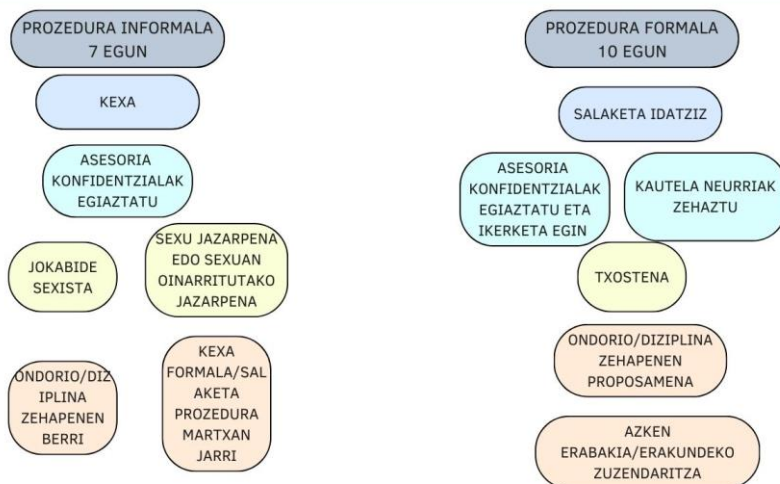 PROZEDURA INFORMALA
7 EGUN
KEXA
ASESORIA
KONFIDENTZIALAK
EGIAZTATU
JOKABIDE
SEXISTA
SEXU JAZARPENA
EDO SEXUAN
OINARRITUTAKO
JAZARPENA
ONDORIO/DIZ
IPLINA
ZEHAPENEN
BERRI
KEXA
FORMALA/SAL
AKETA
PROZEDURA
MARTXAN
JARRI
PROZEDURA FORMALA
10 EGUN
SALAKETA IDATZIZ
ASESORIA
KONFIDENTZIALAK
EGIAZTATU ETA
IKERKETA EGIN
KAUTELA NEURRIAK
ZEHAZTU
TXOSTENA
ONDORIO/DIZIPLINA
ZEHAPENEN
PROPOSAMENA
AZKEN
ERABAKIA/ERAKUNDEKO
ZUZENDARITZA